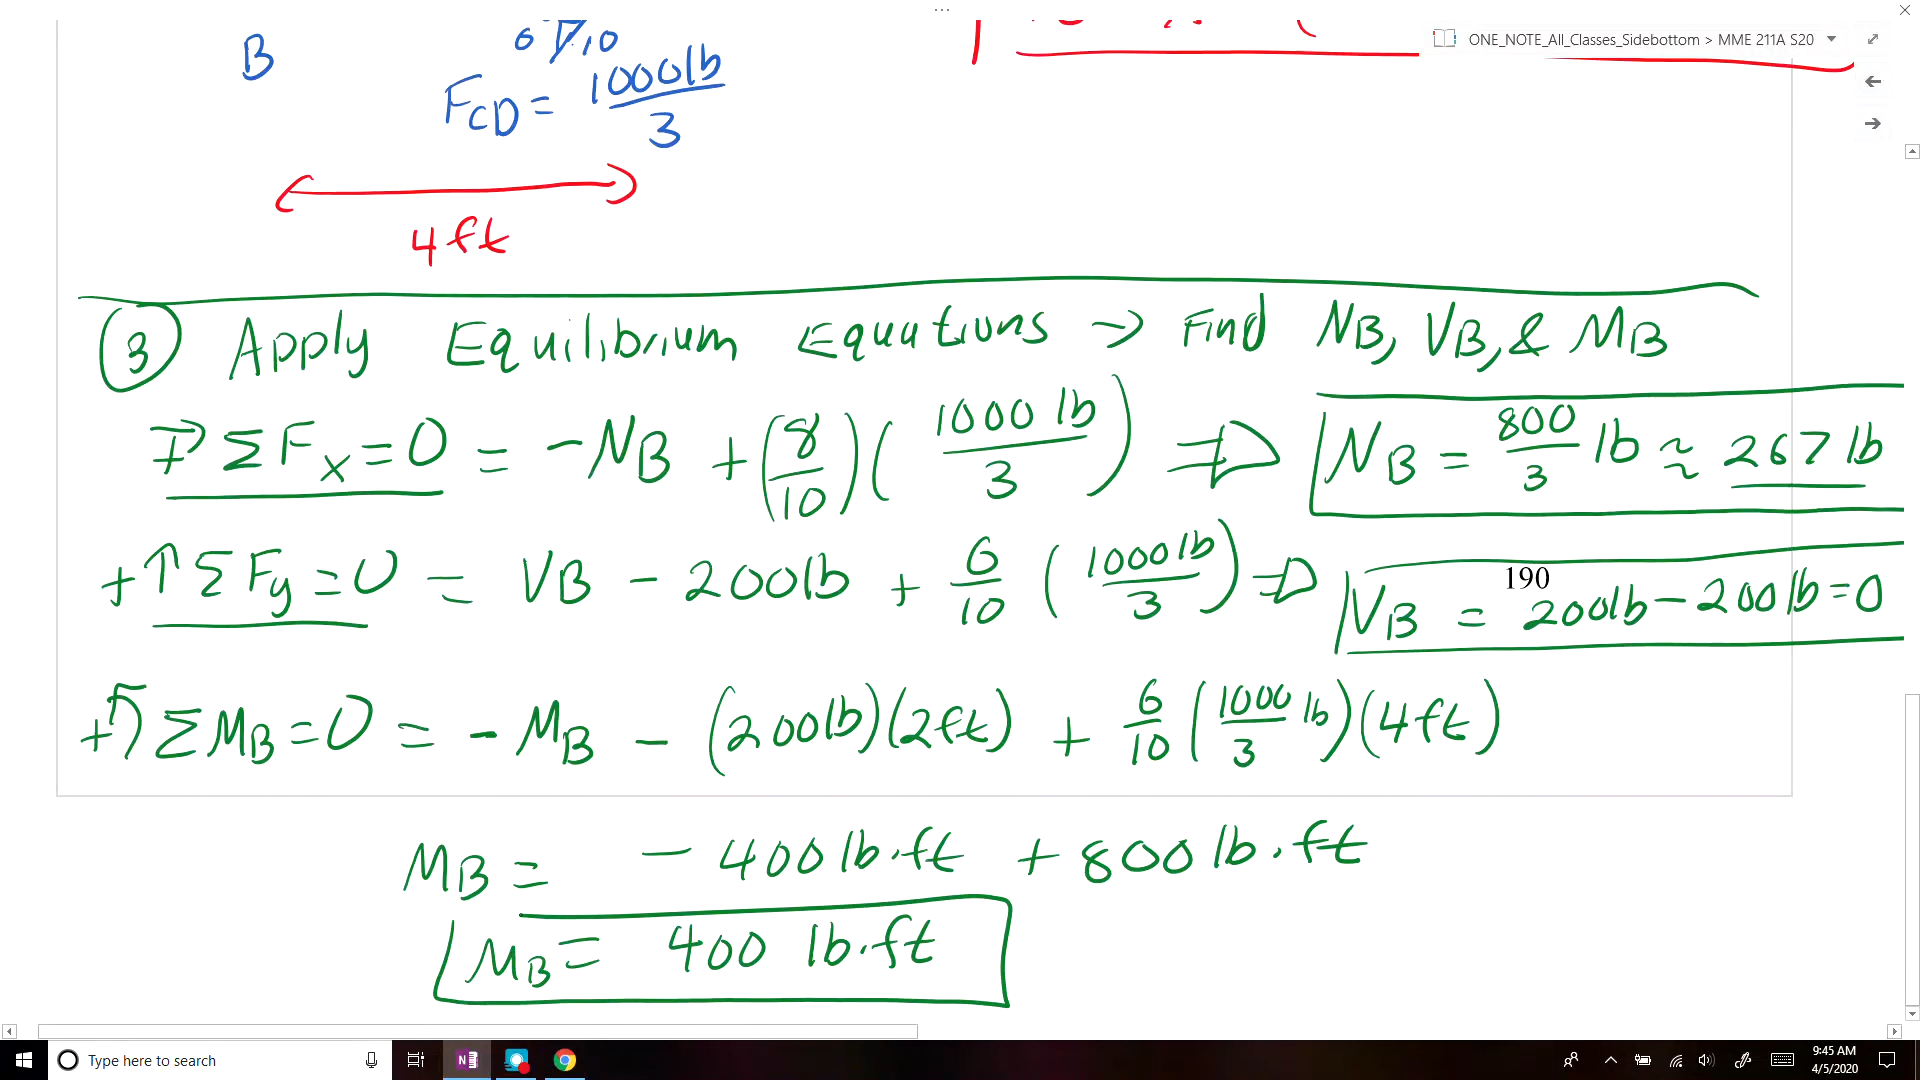 ONE_NOTE_All_Classes_Sidebottom > MME 211A S20
B
6 10
FCD = 1000lb/3
4ft
③ Apply Equilibrium Equations → Find NB, VB, & MB
+→ ΣFx = 0 = -NB + (8/10)(1000 lb/3) ⇒ NB = 800/3 lb ≈ 267 lb
190
+↑ΣFy = 0 = VB - 200lb + 6/10 (1000lb/3) ⇒ VB = 200lb - 200lb = 0
+↶ ΣMB = 0 = -MB - (200lb)(2ft) + 6/10 (1000/3 lb)(4ft)
MB = -400 lb·ft + 800 lb·ft
MB = 400 lb·ft
Type here to search
9:45 AM
4/5/2020